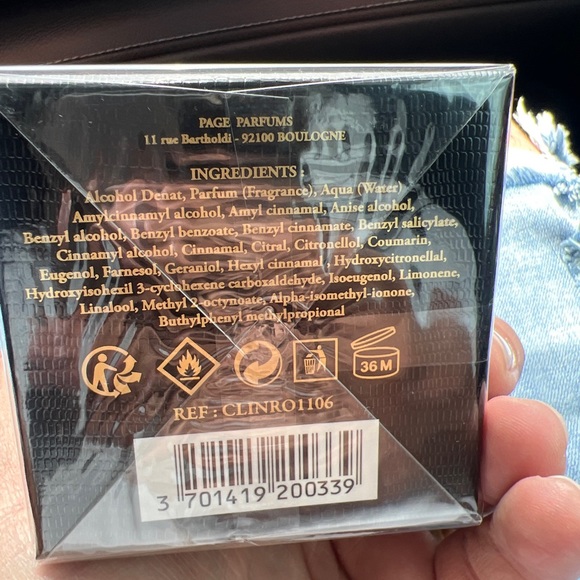 PAGE PARFUMS
11 rue Bartholdi - 92100 BOULOGNE
INGREDIENTS :
Alcohol Denat, Parfum (Fragrance), Aqua (Water)
Amylcinnamyl alcohol, Amyl cinnamal, Anise alcohol,
Benzyl alcohol, Benzyl benzoate, Benzyl cinnamate, Benzyl salicylate,
Cinnamyl alcohol, Cinnamal, Citral, Citronellol, Coumarin,
Eugenol, Farnesol, Geraniol, Hexyl cinnamal, Hydroxycitronellal,
Hydroxyisohexil 3-cyclohexene carboxaldehyde, Isoeugenol, Limonene,
Linalool, Methyl 2-octynoate, Alpha-isomethyl-ionone,
Buthylphenyl methylpropional
36 M
REF : CLINRO1106
3 701419 200339